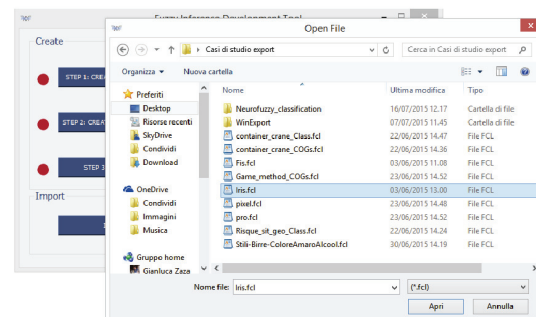 Fuzzy Inference Development Tool
Open File
Create
Casi di studio export
Cerca in Casi di studio export
Organizza
Nuova cartella
STEP 1: CREA
STEP 2: CREA
STEP 3
Import
Preferiti
Desktop
Risorse recenti
SkyDrive
Condividi
Download
OneDrive
Condividi
Immagini
Musica
Gruppo home
Gianluca Zaza
Nome Ultima modifica Tipo
Neurofuzzy_classification 16/07/2015 12.17 Cartella di file
WinExport 07/07/2015 11.45 Cartella di file
container_crane_Class.fcl 22/06/2015 14.47 File FCL
container_crane_COGs.fcl 22/06/2015 14.36 File FCL
Fis.fcl 03/06/2015 11.08 File FCL
Game_method_COGs.fcl 23/06/2015 14.52 File FCL
Iris.fcl 03/06/2015 13.00 File FCL
pixel.fcl 23/06/2015 14.48 File FCL
pro.fcl 23/06/2015 14.52 File FCL
Risque_sit_geo_Class.fcl 22/06/2015 14.24 File FCL
Stili-Birre-ColoreAmaroAlcool.fcl 30/06/2015 14.19 File FCL
Nome file: Iris.fcl (*.fcl)
Apri Annulla